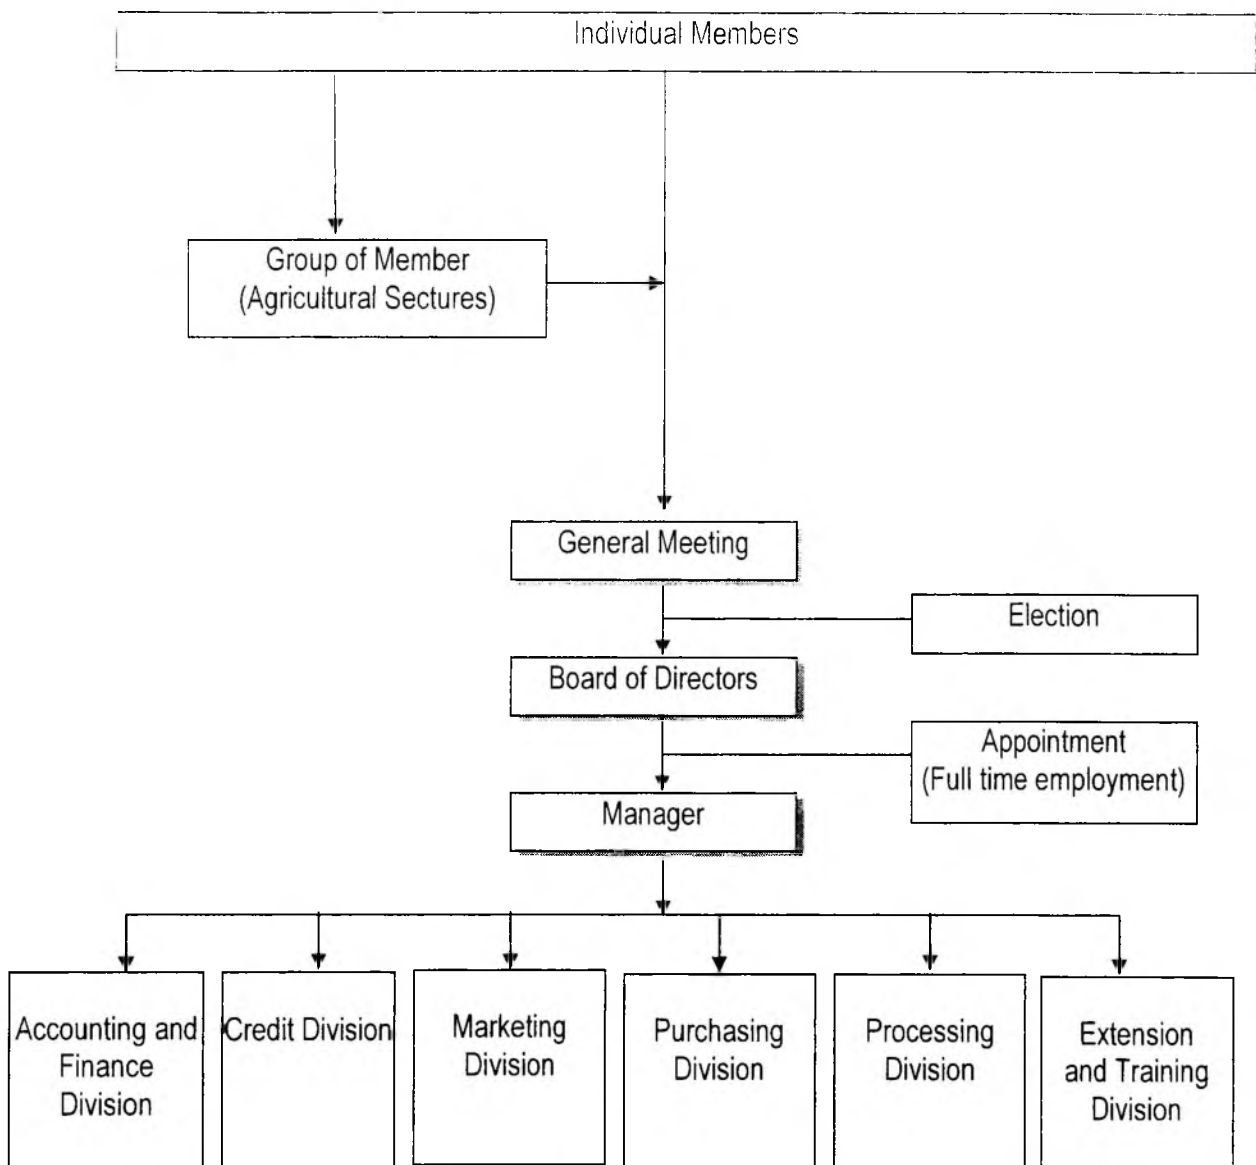 Individual Members
Group of Member
(Agricultural Sectures)
General Meeting
Election
Board of Directors
Appointment
(Full time employment)
Manager
Accounting and
Finance
Division
Credit Division
Marketing
Division
Purchasing
Division
Processing
Division
Extension
and Training
Division